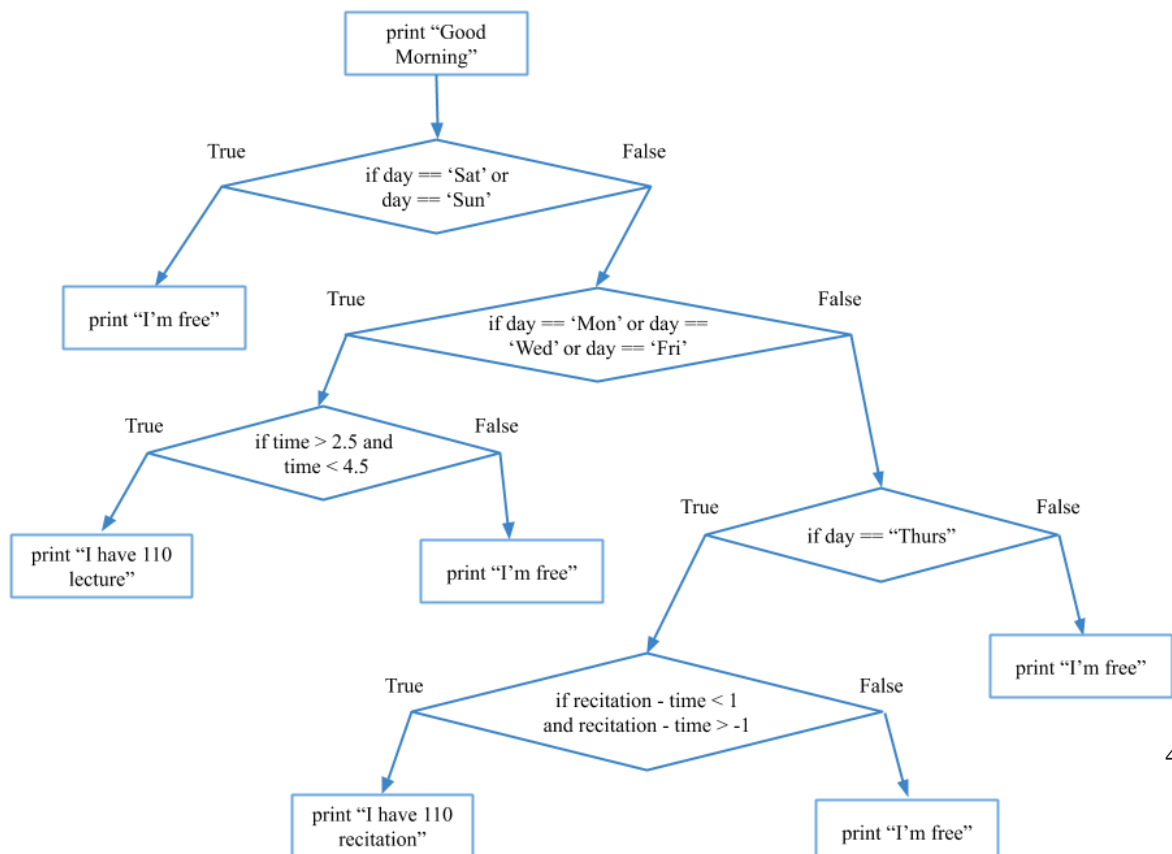 print “Good
Morning”
True
False
if day == ‘Sat’ or
day == ‘Sun’
print “I’m free”
True
False
if day == ‘Mon’ or day ==
‘Wed’ or day == ‘Fri’
True
False
if time > 2.5 and
time < 4.5
print “I have 110
lecture”
print “I’m free”
True
False
if day == “Thurs”
print “I’m free”
True
False
if recitation - time < 1
and recitation - time > -1
4
print “I have 110
recitation”
print “I’m free”